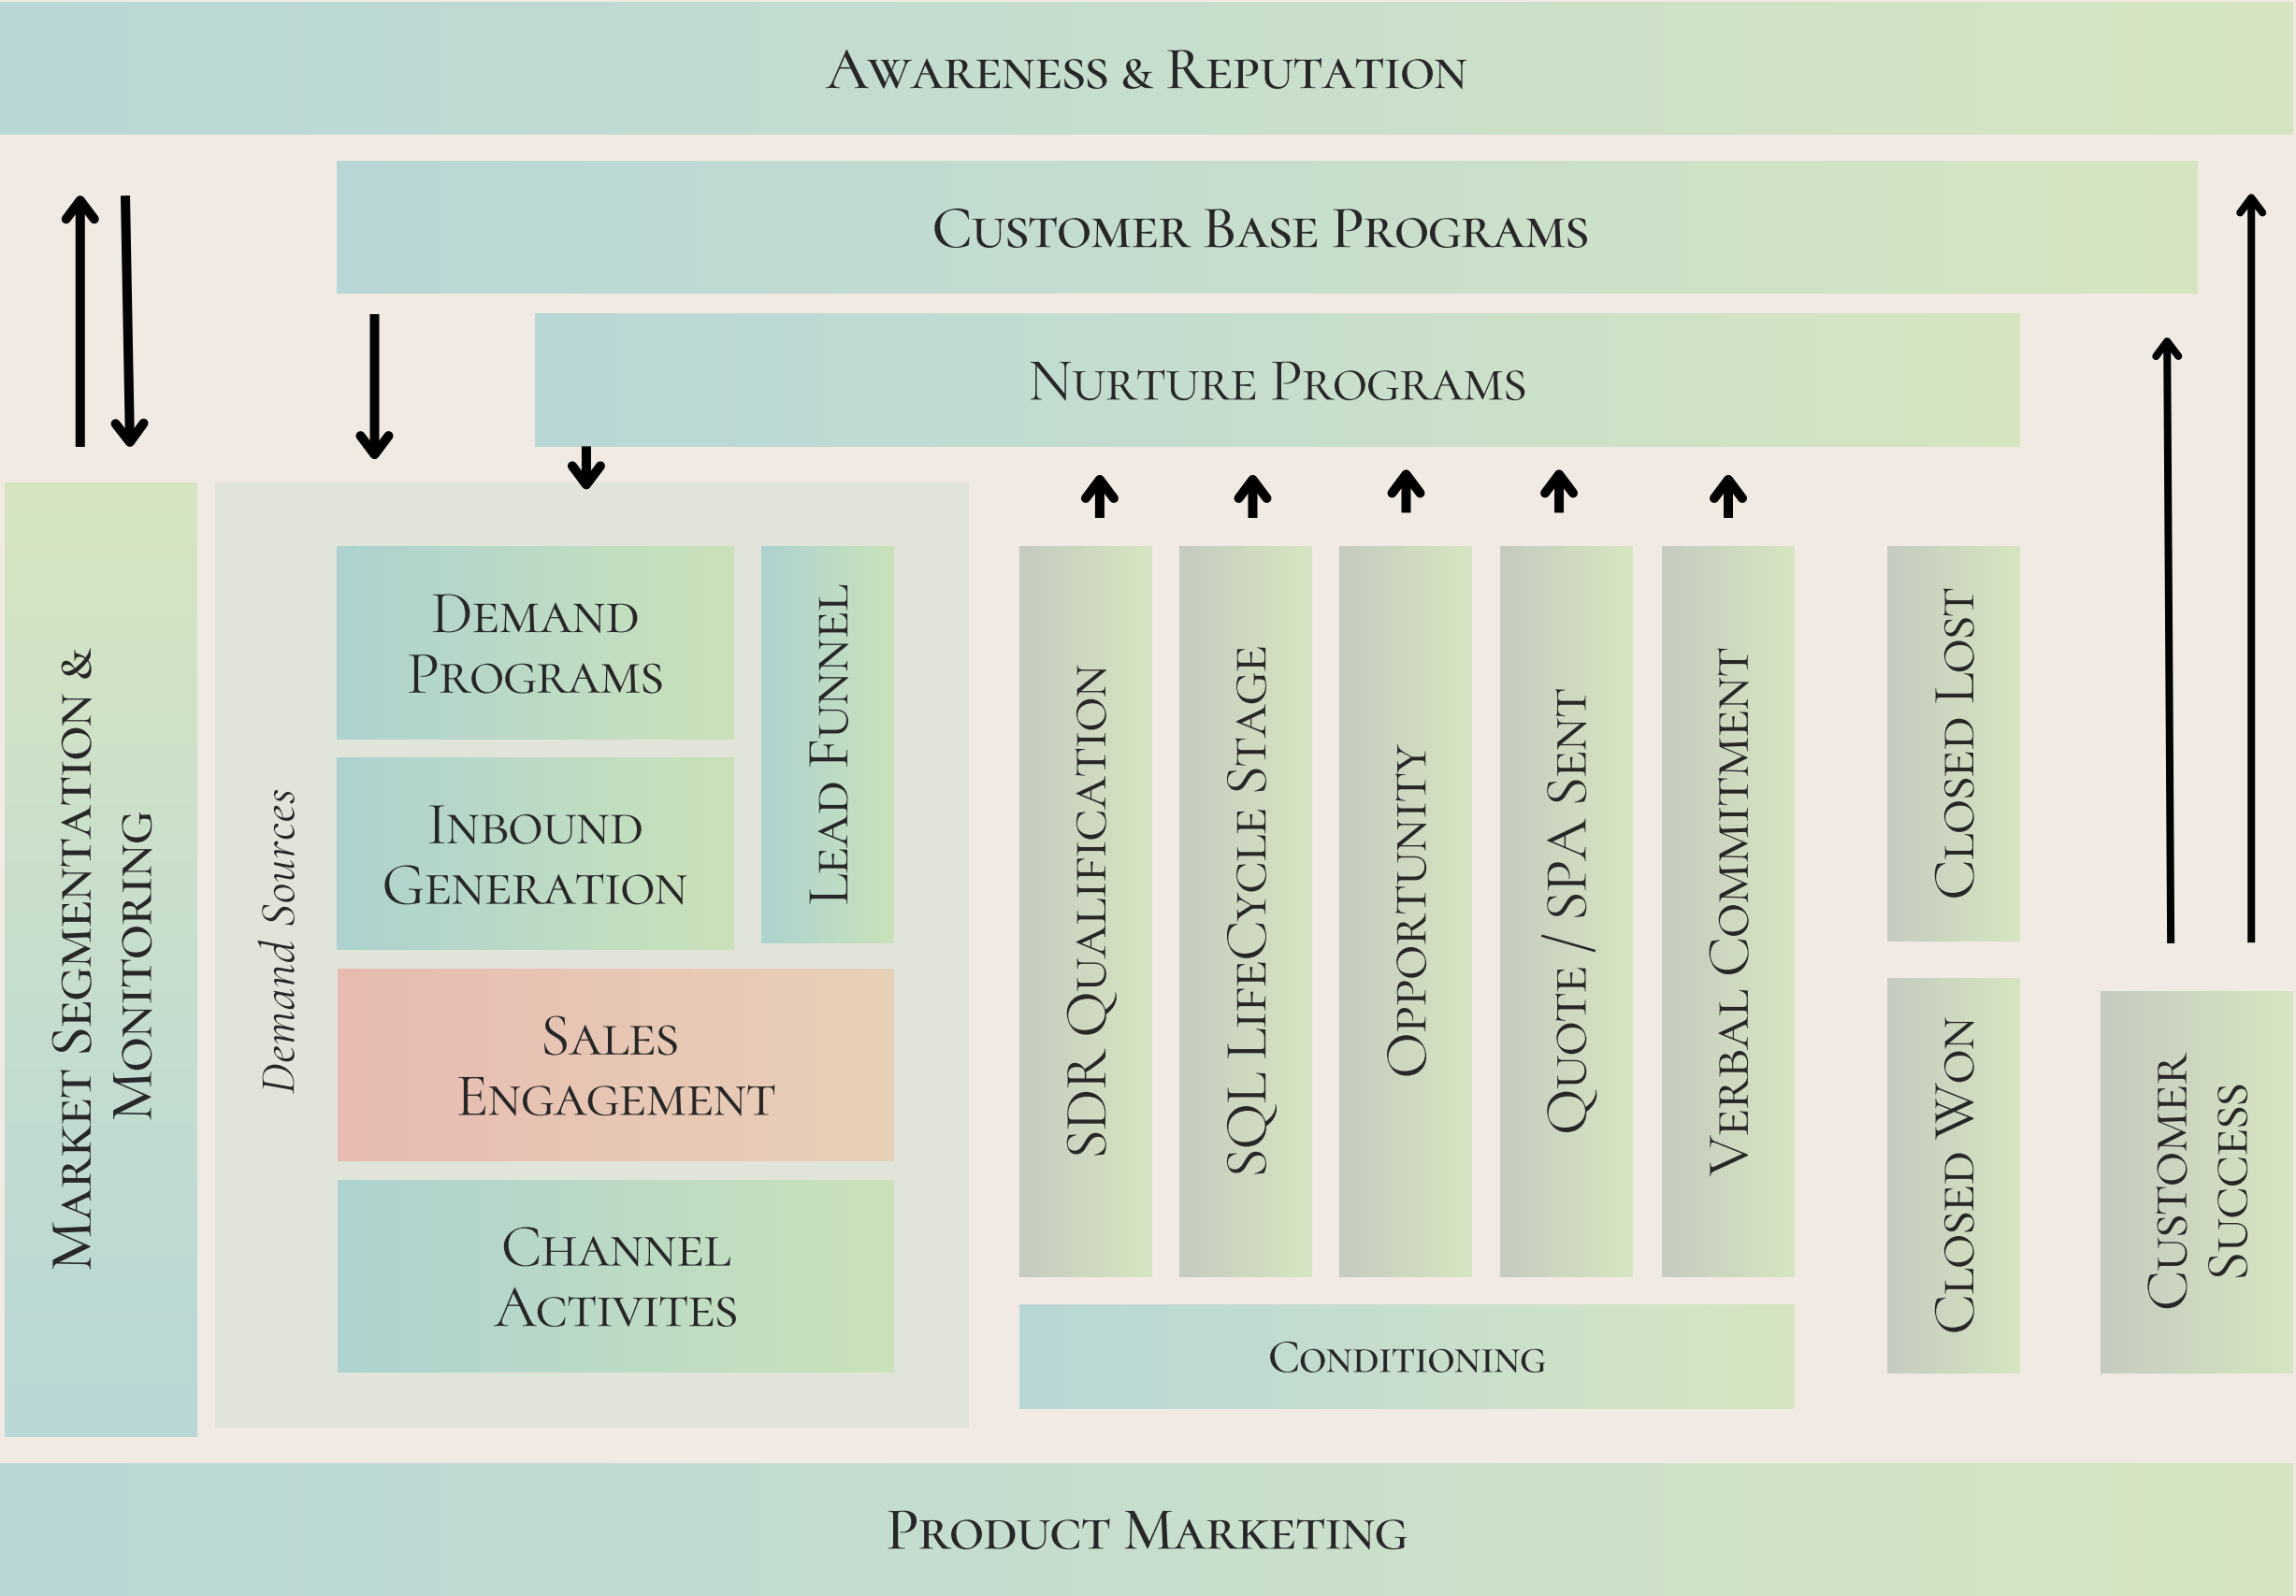 Awareness & Reputation
Customer Base Programs
Nurture Programs
Market Segmentation &
Monitoring
Demand Sources
Demand
Programs
Inbound
Generation
Lead Funnel
Sales
Engagement
Channel
Activites
SDR Qualification
SQL LifeCycle Stage
Opportunity
Quote / SPA Sent
Verbal Commitment
Conditioning
Closed Lost
Closed Won
Customer
Success
Product Marketing